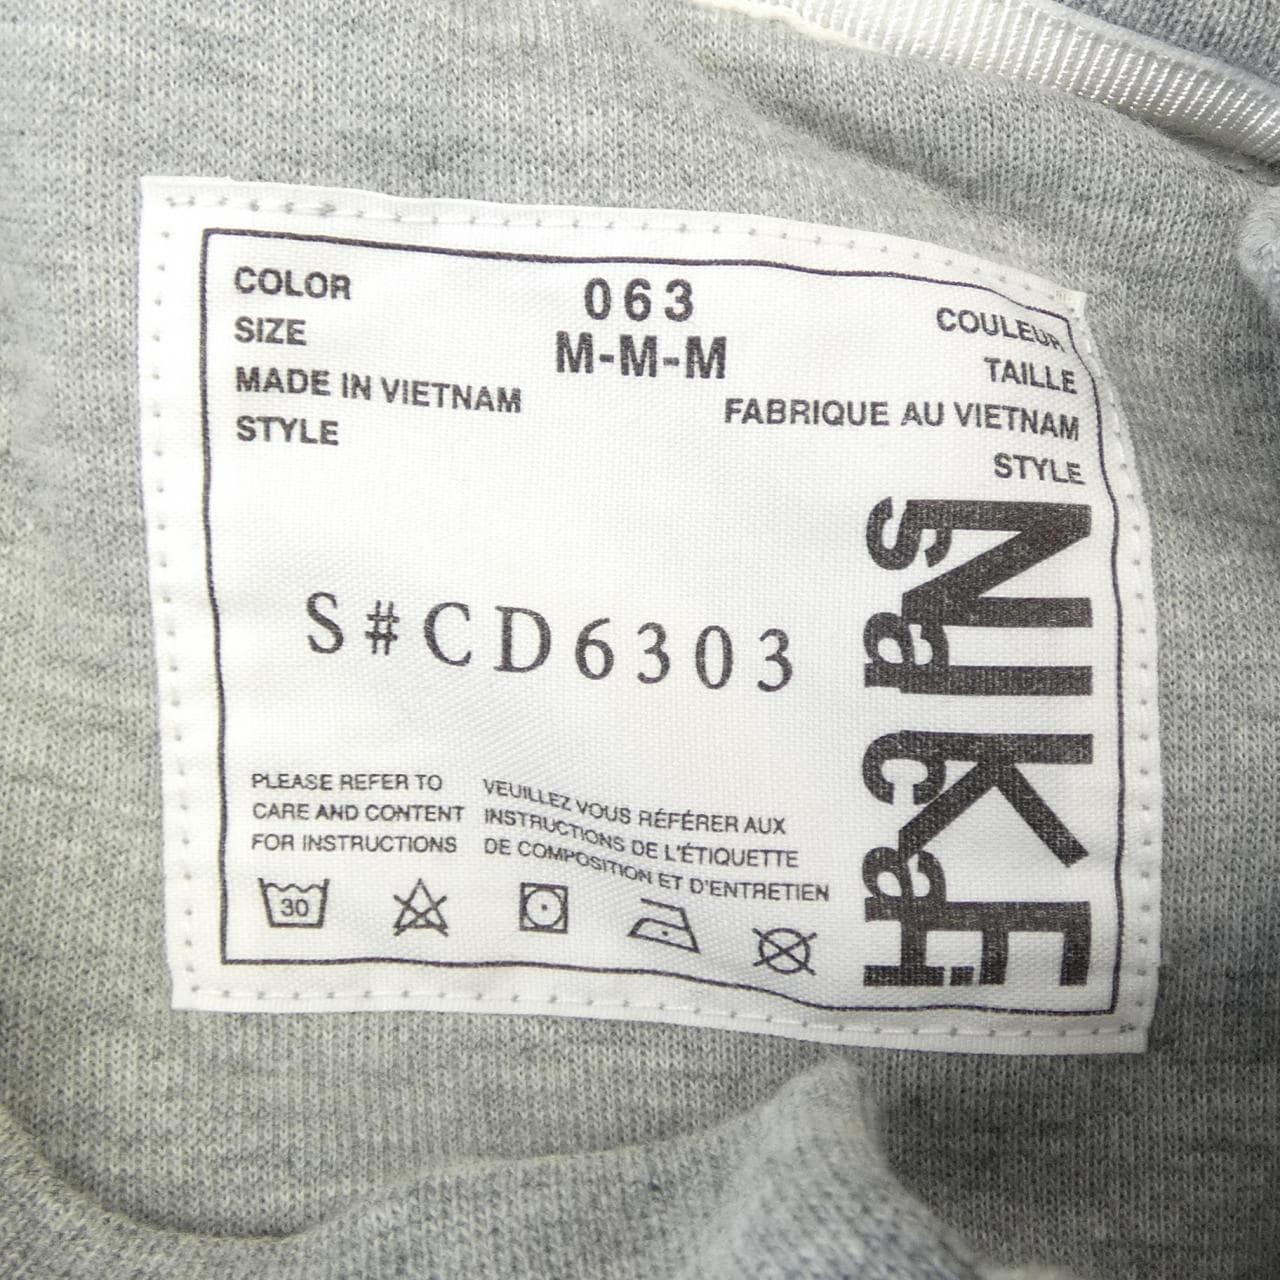 COLOR 063 COULEUR
SIZE M-M-M TAILLE
MADE IN VIETNAM FABRIQUE AU VIETNAM
STYLE STYLE
S#CD6303
NIKE
sacai
PLEASE REFER TO
CARE AND CONTENT
FOR INSTRUCTIONS
VEUILLEZ VOUS RÉFÉRER AUX
INSTRUCTIONS DE L'ÉTIQUETTE
DE COMPOSITION ET D'ENTRETIEN
30